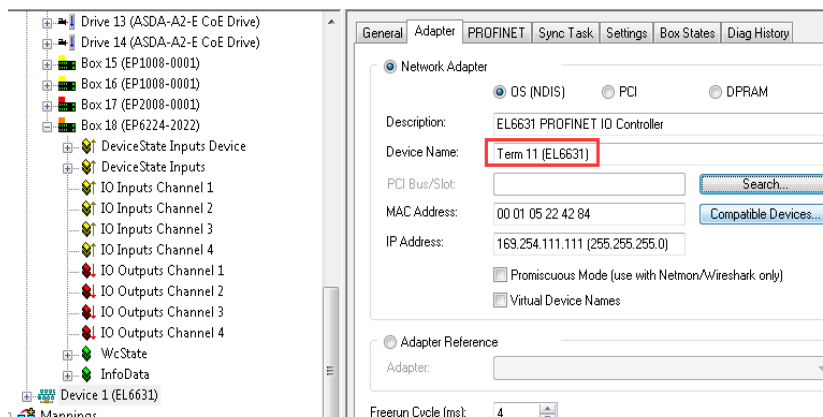 Drive 13 (ASDA-A2-E CoE Drive)
Drive 14 (ASDA-A2-E CoE Drive)
Box 15 (EP1008-0001)
Box 16 (EP1008-0001)
Box 17 (EP2008-0001)
Box 18 (EP6224-2022)
DeviceState Inputs Device
DeviceState Inputs
IO Inputs Channel 1
IO Inputs Channel 2
IO Inputs Channel 3
IO Inputs Channel 4
IO Outputs Channel 1
IO Outputs Channel 2
IO Outputs Channel 3
IO Outputs Channel 4
WcState
InfoData
Device 1 (EL6631)
Mappings
General Adapter PROFINET Sync Task Settings Box States Diag History
Network Adapter
OS (NDIS) PCI DPRAM
Description: EL6631 PROFINET IO Controller
Device Name: Term 11 (EL6631)
PCI Bus/Slot: Search...
MAC Address: 00 01 05 22 42 84 Compatible Devices...
IP Address: 169.254.111.111 (255.255.255.0)
Promiscuous Mode (use with Netmon/Wireshark only)
Virtual Device Names
Adapter Reference
Adapter:
Freerun Cycle (ms): 4